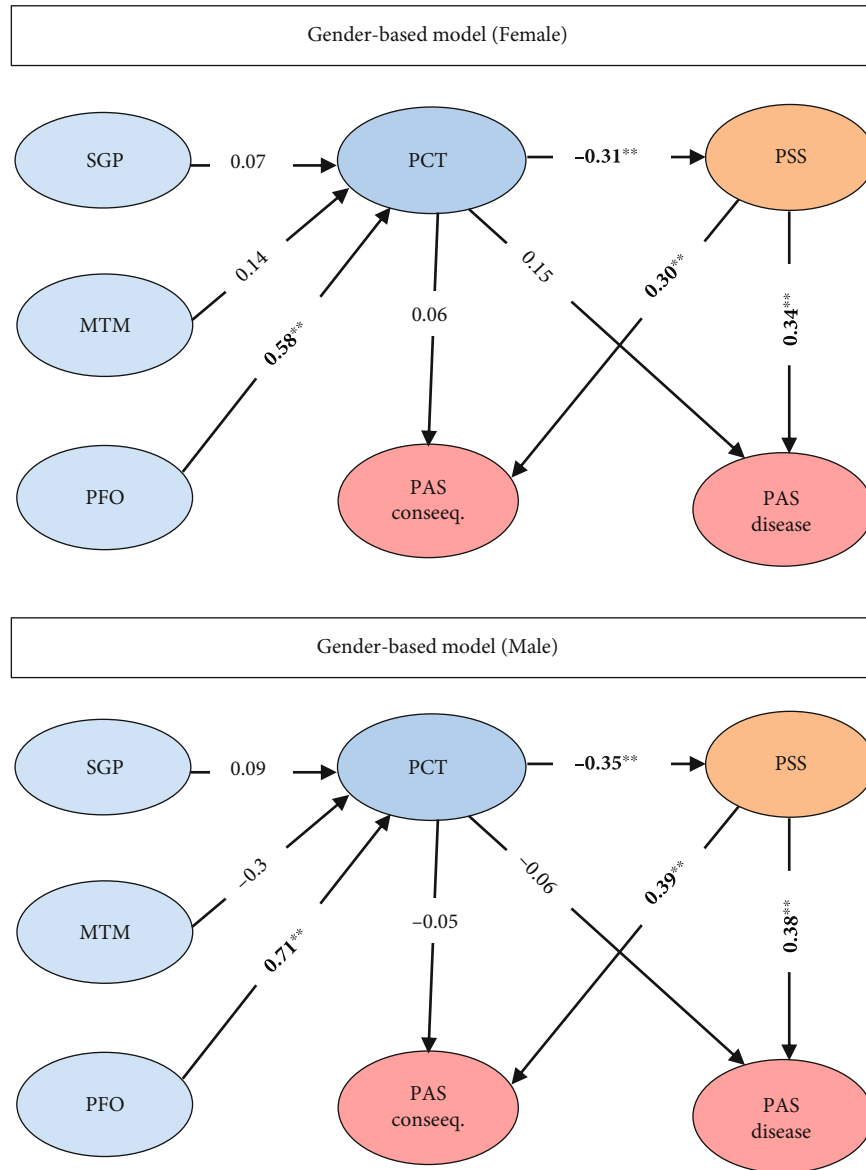 Gender-based model (Female)
SGP
0.07
PCT
–0.31**
PSS
MTM
0.14
0.58**
0.06
0.15
0.30**
0.34**
PFO
PAS
conseeq.
PAS
disease
Gender-based model (Male)
SGP
0.09
PCT
–0.35**
PSS
MTM
–0.3
0.71**
–0.05
–0.06
0.39**
0.38**
PFO
PAS
conseeq.
PAS
disease